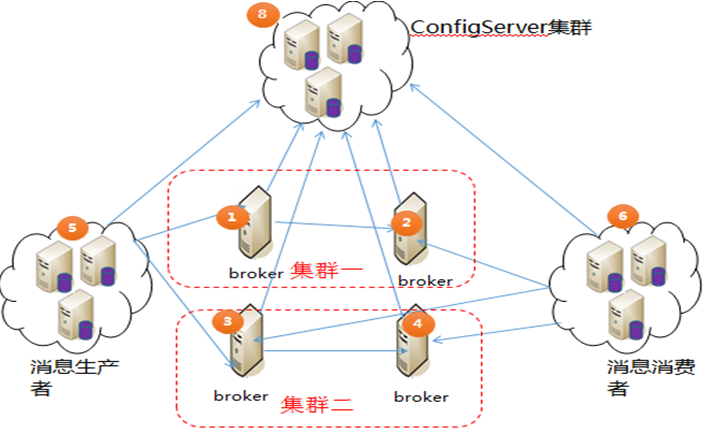 8
ConfigServer集群
5
1
2
6
broker
集群一
broker
3
4
消息生产
者
消息消费
者
broker
集群二
broker